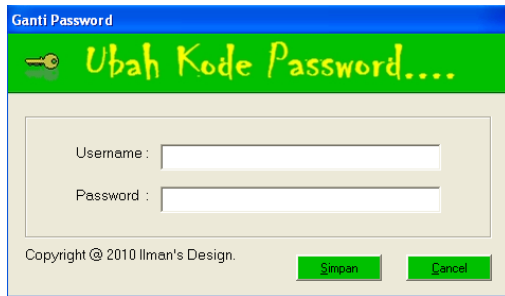 Ganti Password
Ubah Kode Password....
Username :
Password :
Copyright @ 2010 Ilman's Design.
Simpan
Cancel